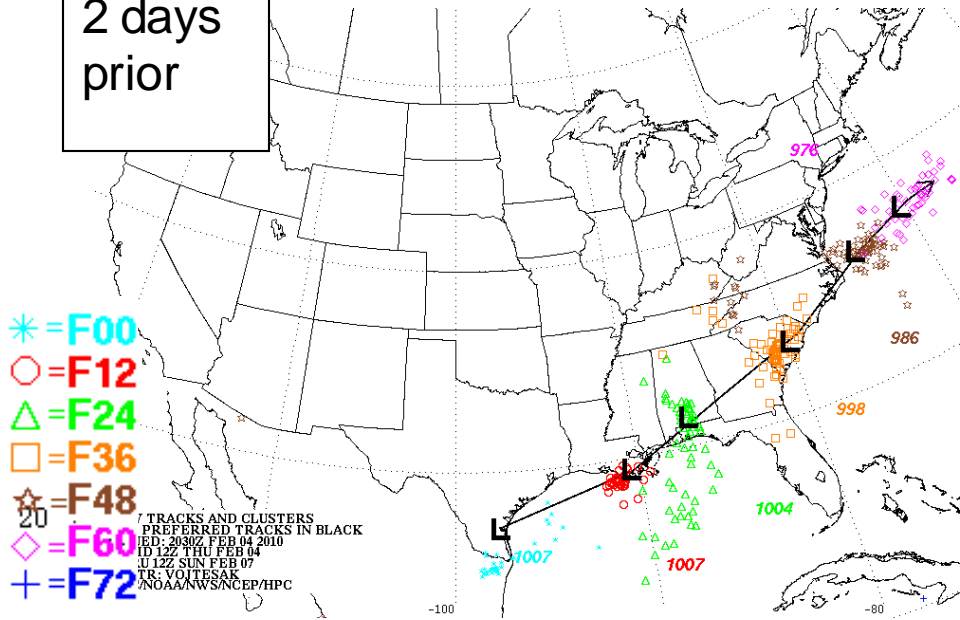 2 days
prior
976
986
998
1004
1007
1007
L
L
L
L
L
L
=F00
=F12
=F24
=F36
=F48
=F60
=F72
20
TRACKS AND CLUSTERS
PREFERRED TRACKS IN BLACK
ED: 2030Z FEB 04 2010
ID 12Z THU FEB 04
RU 12Z SUN FEB 07
TR: VOJTESAK
/NOAA/NWS/NCEP/HPC
-100
-80